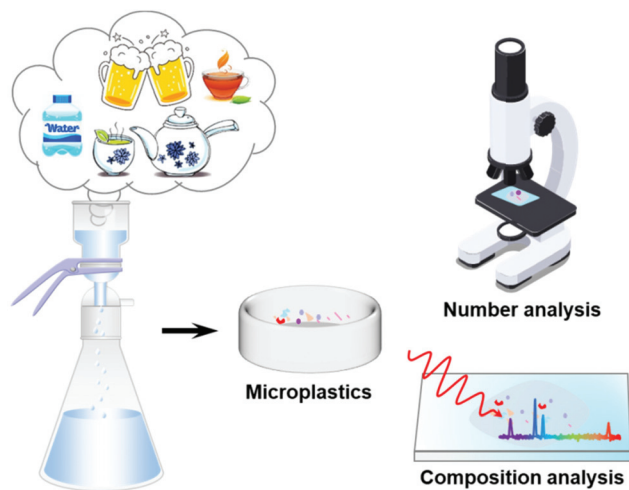 Water
Number analysis
Microplastics
Composition analysis